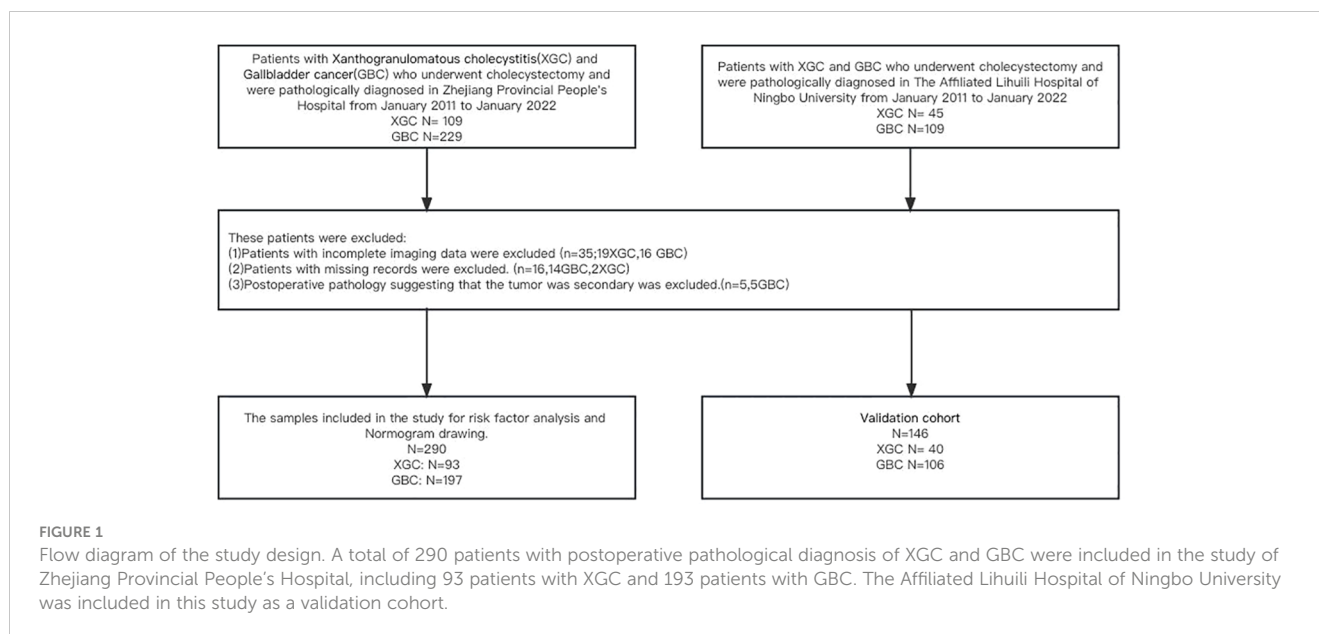 Patients with Xanthogranulomatous cholecystitis(XGC) and
Gallbladder cancer(GBC) who underwent cholecystectomy and
were pathologically diagnosed in Zhejiang Provincial People's
Hospital from January 2011 to January 2022
XGC N= 109
GBC N=229
Patients with XGC and GBC who underwent cholecystectomy and
were pathologically diagnosed in The Affiliated Lihuili Hospital of
Ningbo University from January 2011 to January 2022
XGC N= 45
GBC N=109
These patients were excluded:
(1)Patients with incomplete imaging data were excluded (n=35;19XGC,16 GBC)
(2)Patients with missing records were excluded. (n=16,14GBC,2XGC)
(3)Postoperative pathology suggesting that the tumor was secondary was excluded.(n=5,5GBC)
The samples included in the study for risk factor analysis and
Normogram drawing.
N=290
XGC: N=93
GBC: N=197
Validation cohort
N=146
XGC N= 40
GBC N=106
FIGURE 1
Flow diagram of the study design. A total of 290 patients with postoperative pathological diagnosis of XGC and GBC were included in the study of
Zhejiang Provincial People's Hospital, including 93 patients with XGC and 193 patients with GBC. The Affiliated Lihuili Hospital of Ningbo University
was included in this study as a validation cohort.